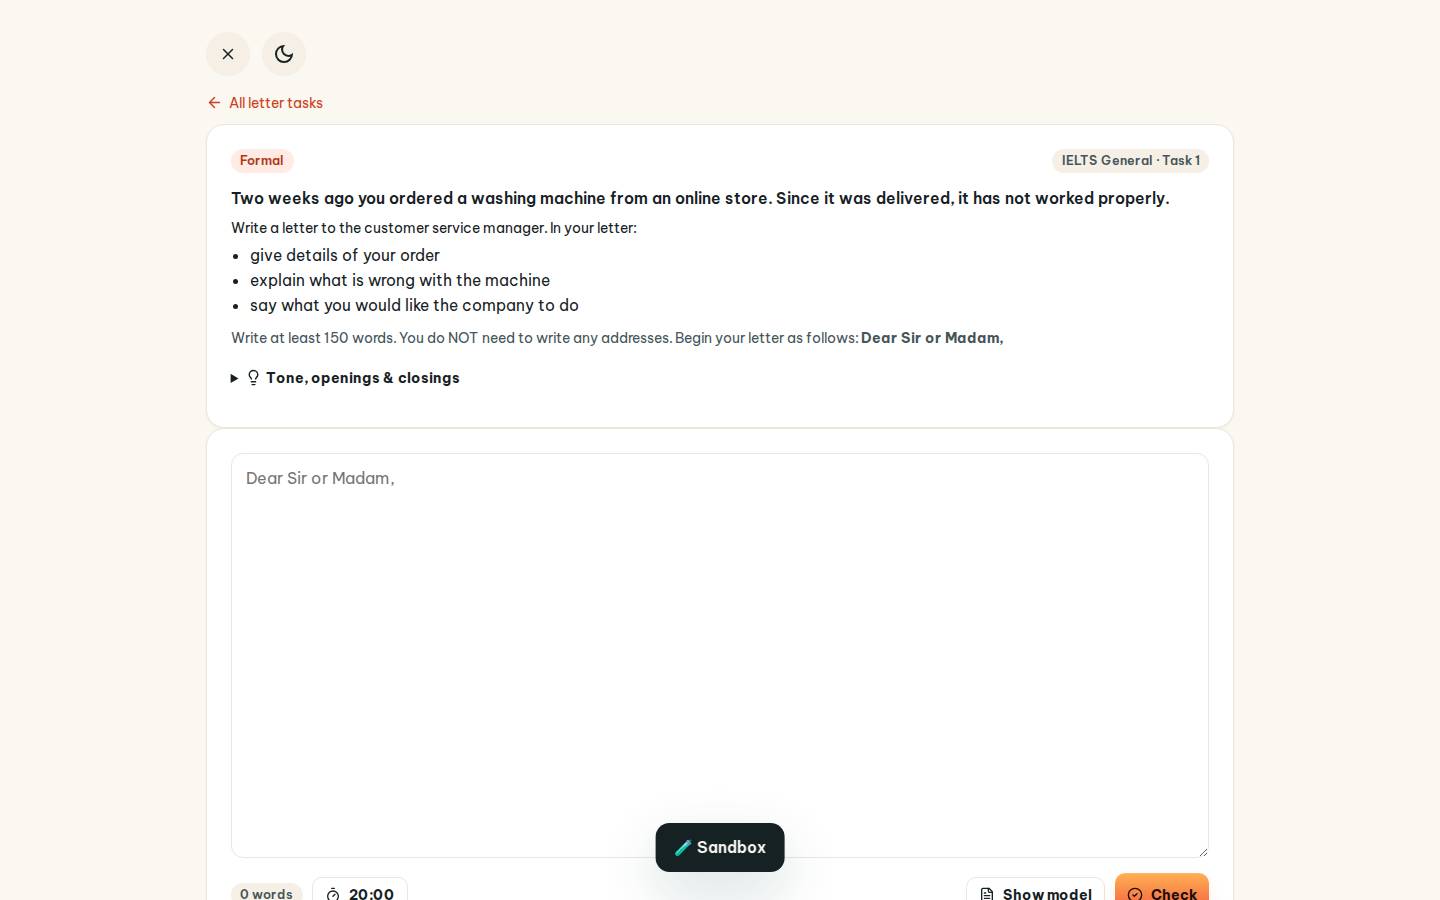 All letter tasks
Formal
IELTS General · Task 1
Two weeks ago you ordered a washing machine from an online store. Since it was delivered, it has not worked properly.
Write a letter to the customer service manager. In your letter:
• give details of your order
• explain what is wrong with the machine
• say what you would like the company to do
Write at least 150 words. You do NOT need to write any addresses. Begin your letter as follows: Dear Sir or Madam,
Tone, openings & closings
Dear Sir or Madam,
Sandbox
0 words
20:00
Show model
Check